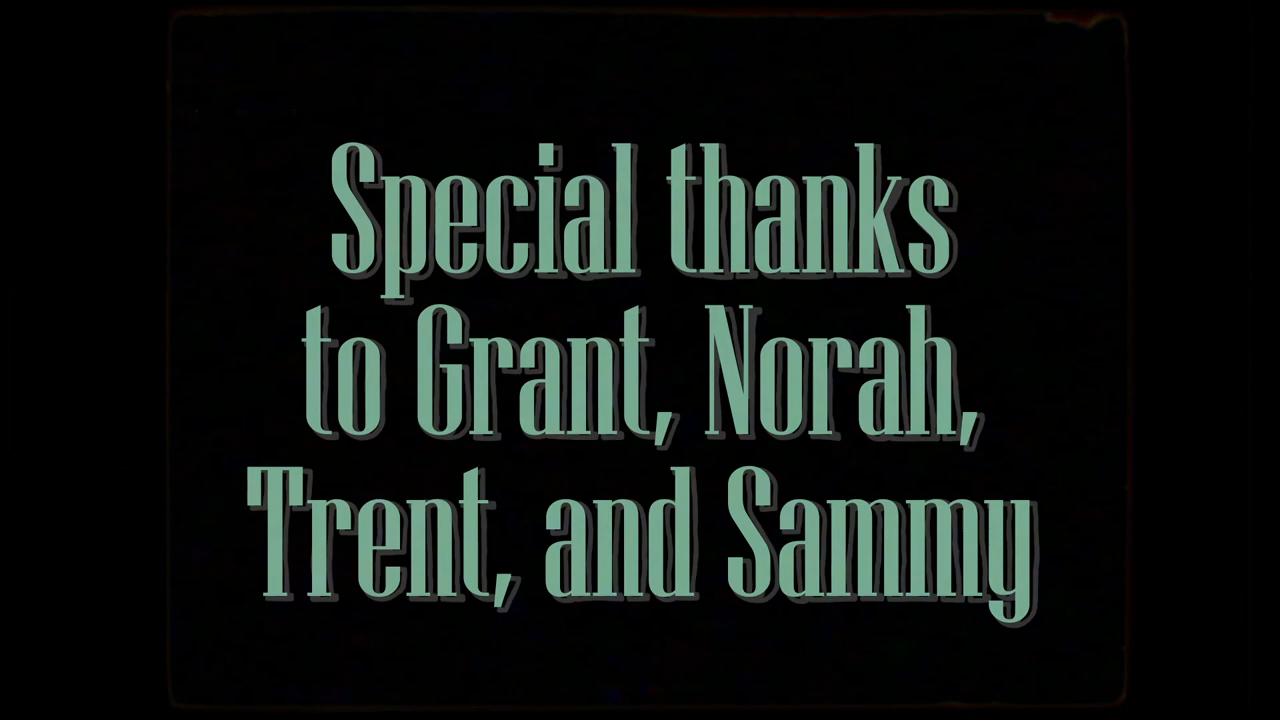 Special thanks
to Grant, Norah,
Trent, and Sammy